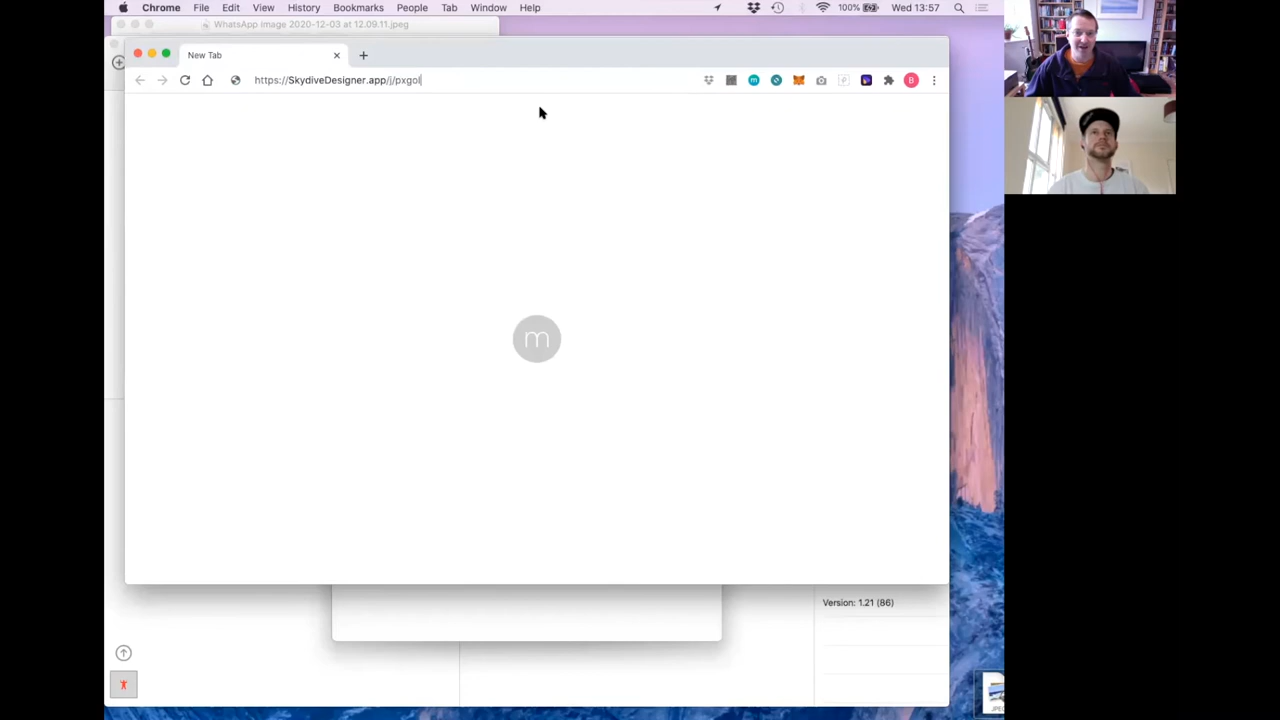 Chrome File Edit View History Bookmarks People Tab Window Help 100% Wed 13:57
WhatsApp Image 2020-12-03 at 12.09.11.jpeg
New Tab
https://SkydiveDesigner.app/j/pxgol
m
B
m
Version: 1.21 (86)
JPEG